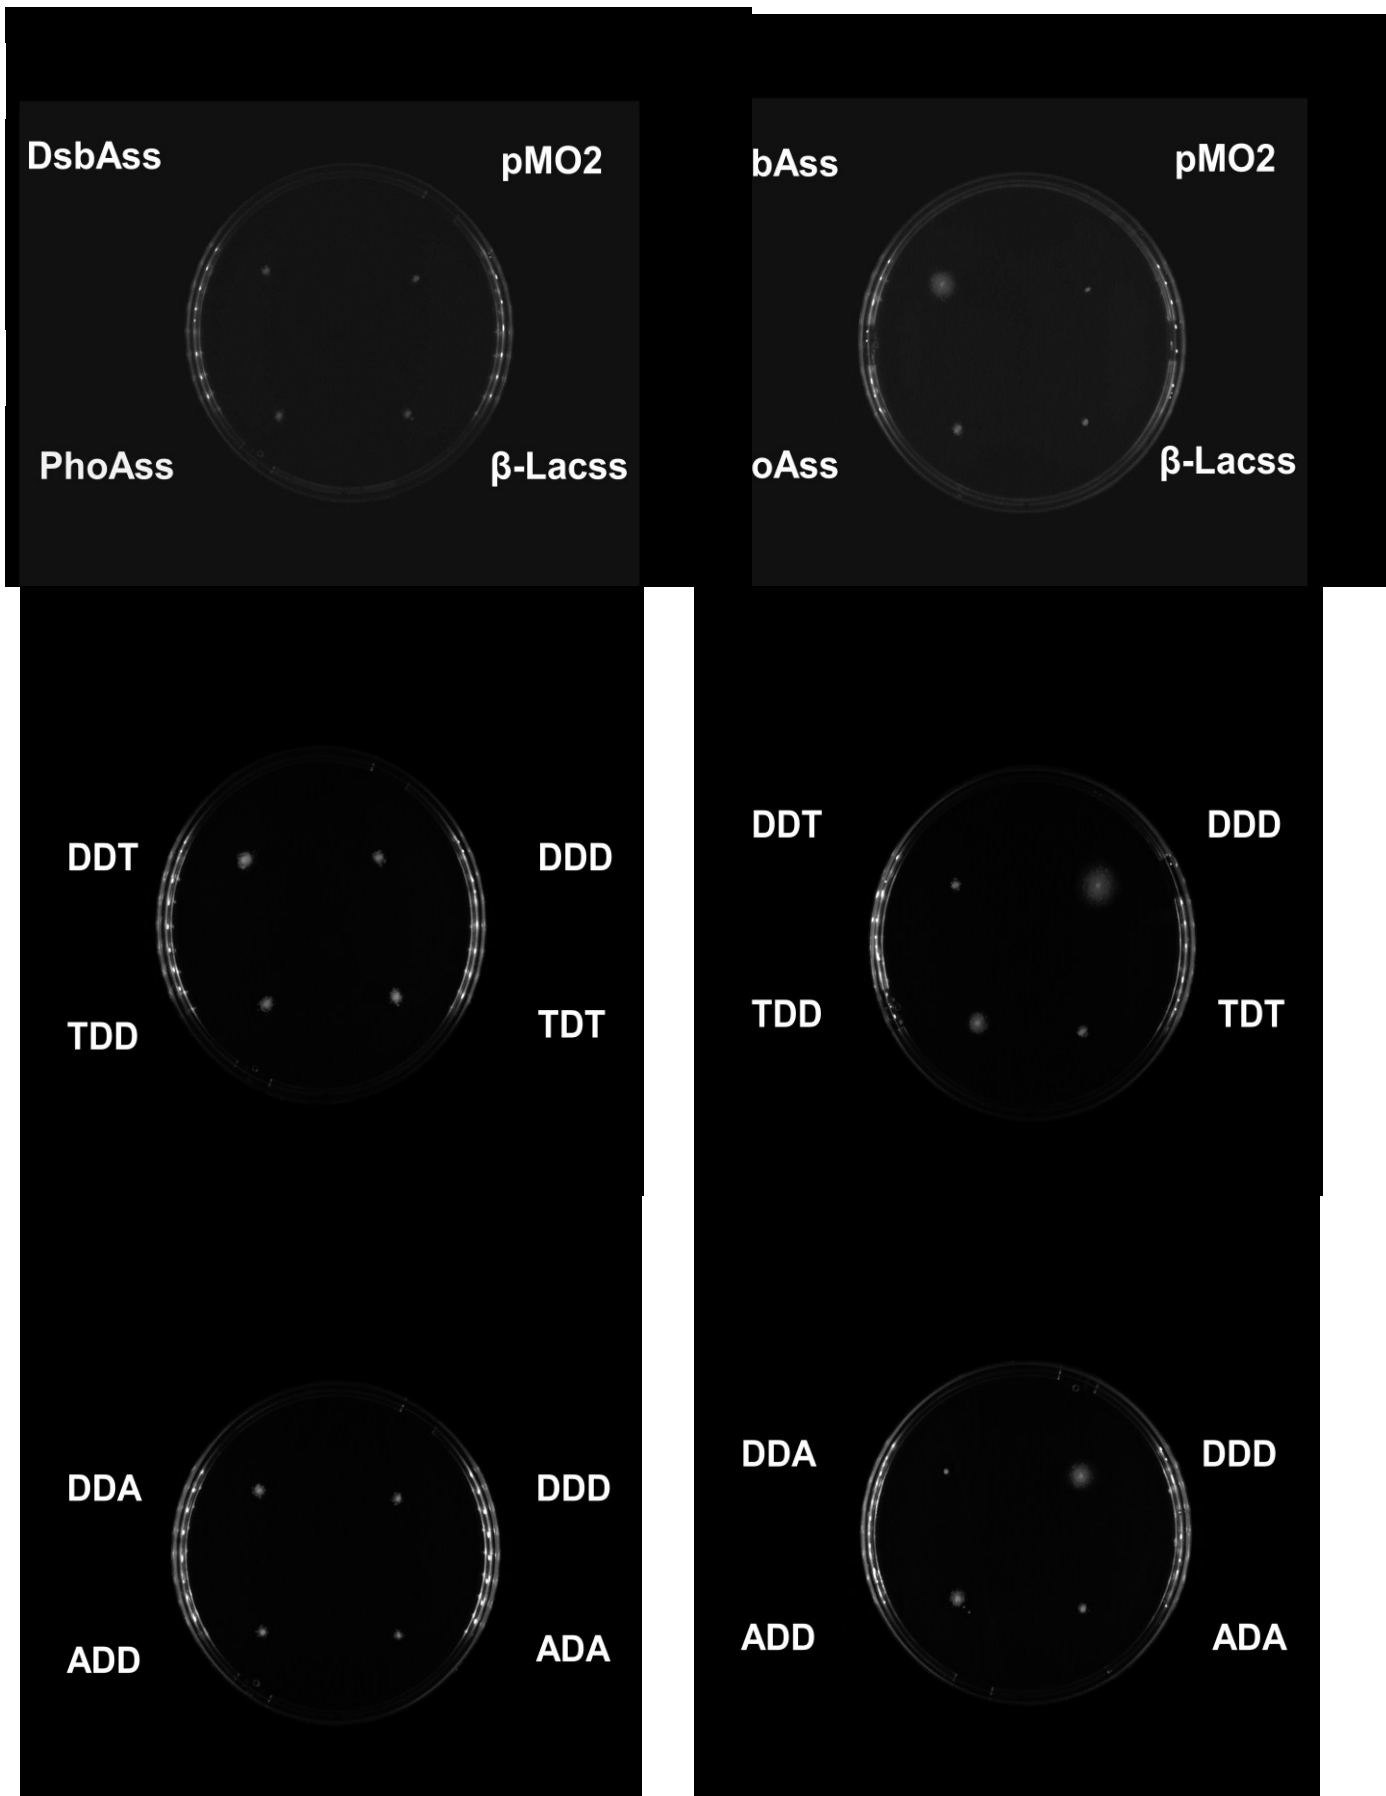 DsbAss
pMO2
PhoAss
β-Lacss
bAss
pMO2
oAss
β-Lacss
DDT
DDD
TDD
TDT
DDT
DDD
TDD
TDT
DDA
DDD
ADD
ADA
DDA
DDD
ADD
ADA